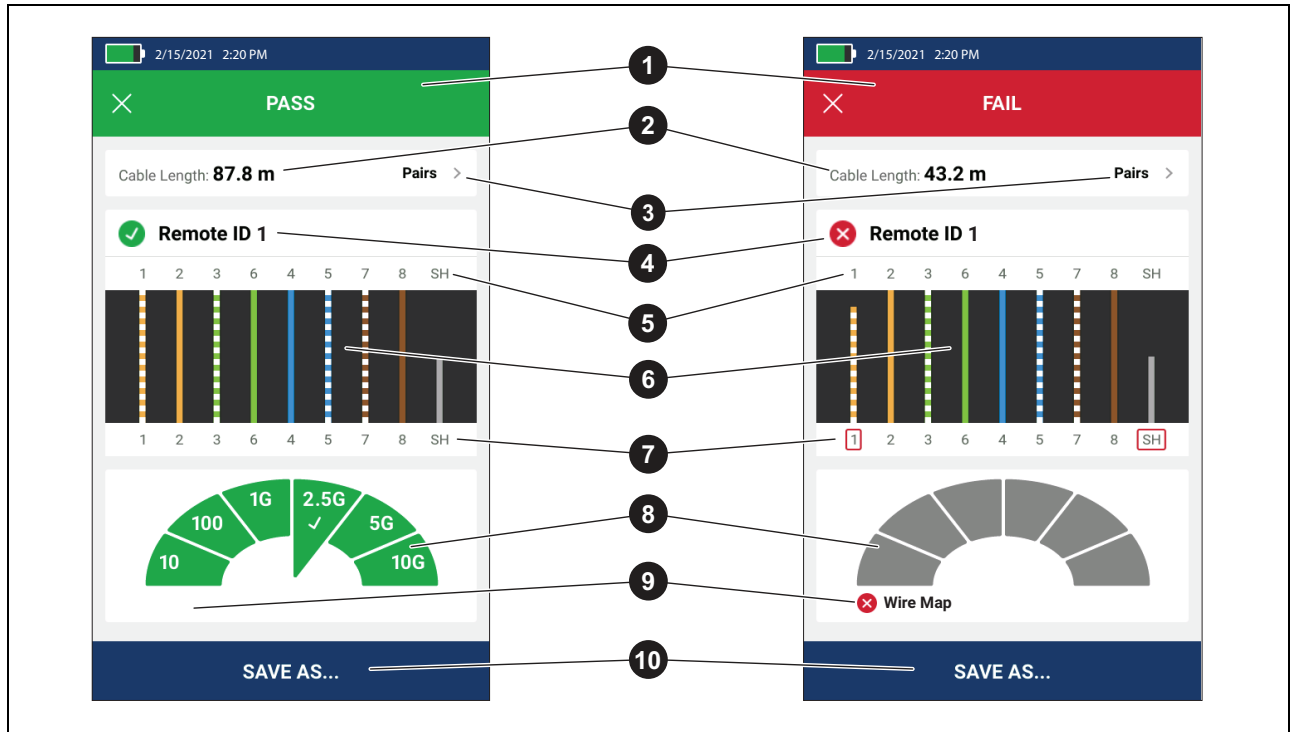 2/15/2021 2:20 PM
PASS
Cable Length: 87.8 m
Pairs >
Remote ID 1
1 2 3 6 4 5 7 8 SH
1 2 3 6 4 5 7 8 SH
10
100
1G
2.5G
5G
10G
SAVE AS...
1
2
3
4
5
6
7
8
9
10
2/15/2021 2:20 PM
FAIL
Cable Length: 43.2 m
Pairs >
Remote ID 1
1 2 3 6 4 5 7 8 SH
1 2 3 6 4 5 7 8 SH
Wire Map
SAVE AS...